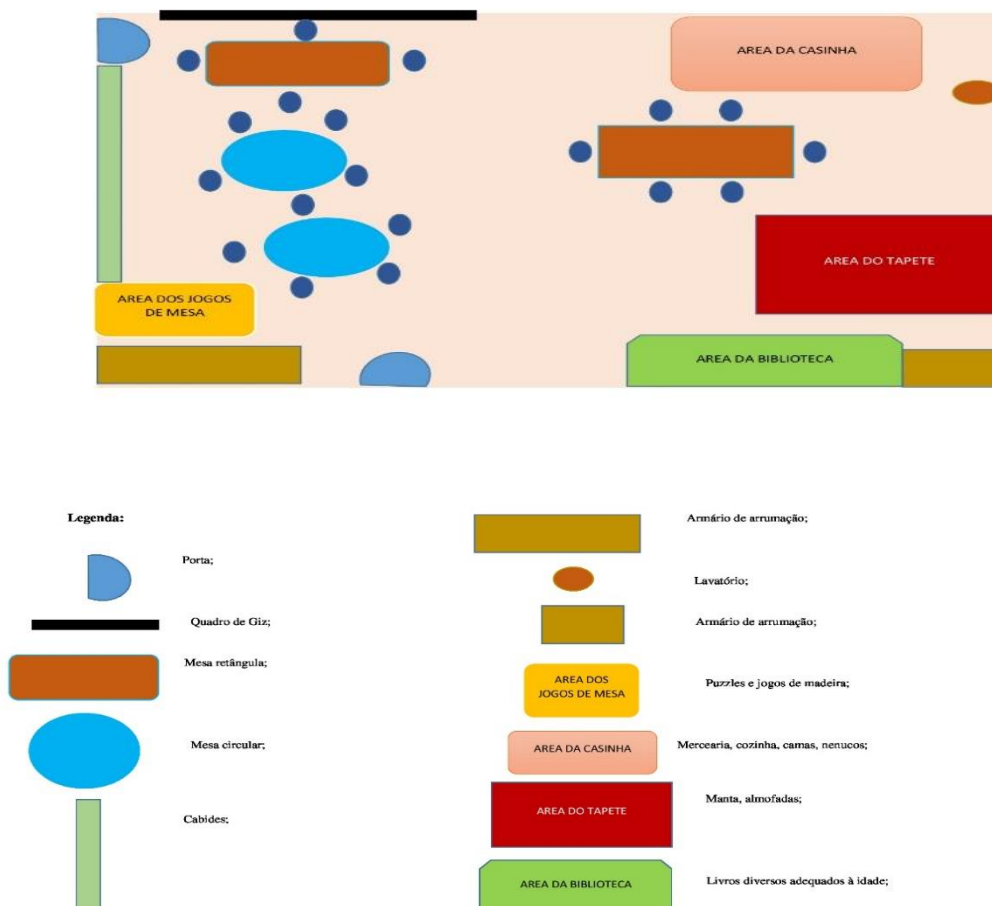 AREA DA CASINHA
AREA DO TAPETE
AREA DOS JOGOS
DE MESA
AREA DA BIBLIOTECA
Legenda:
Porta;
Quadro de Giz;
Mesa retângula;
Mesa circular;
Cabides;
Armário de arrumação;
Lavatório;
Armário de arrumação;
AREA DOS
JOGOS DE MESA
Puzzles e jogos de madeira;
AREA DA CASINHA
Mercearia, cozinha, camas, nenucos;
AREA DO TAPETE
Manta, almofadas;
AREA DA BIBLIOTECA
Livros diversos adequados à idade;